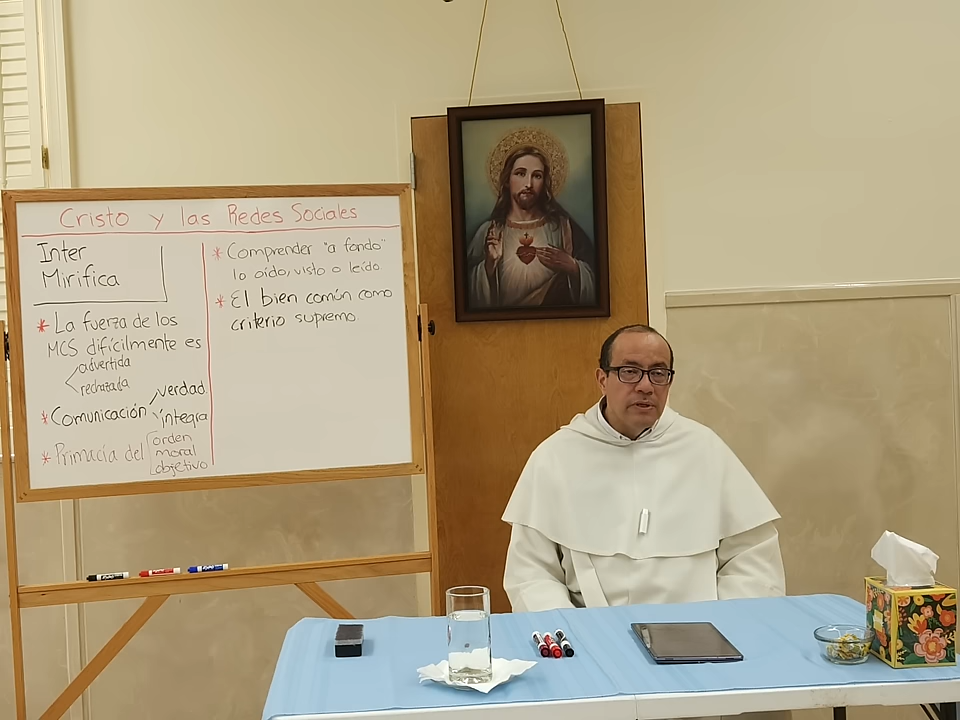 Cristo y las Redes Sociales
Inter
Mirifica
* La fuerza de los
MCS difícilmente es
advertida
rechazada
* Comunicación
verdad
íntegra
* Primacía del
orden
moral
objetivo
* Comprender "a fondo"
lo oído, visto o leído
* El bien común como
criterio supremo